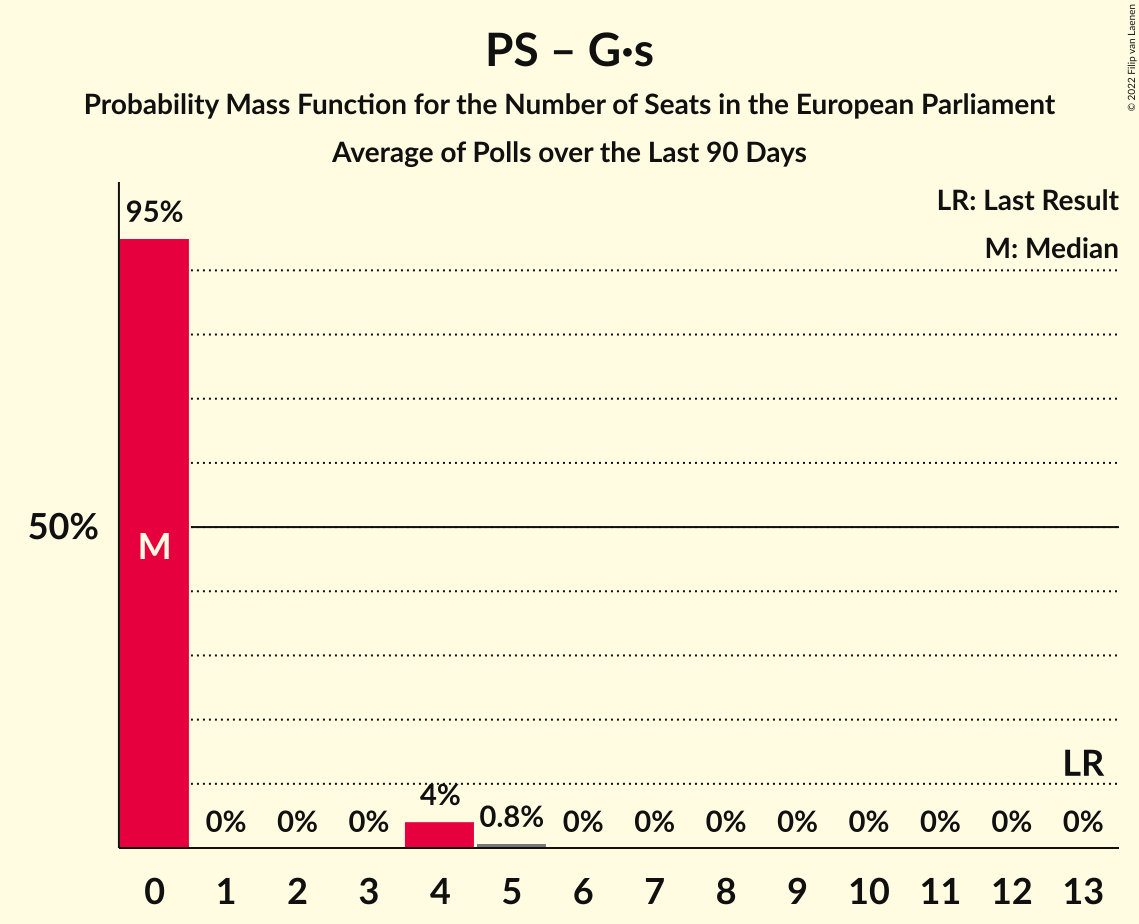 PS – G·s
Probability Mass Function for the Number of Seats in the European Parliament
Average of Polls over the Last 90 Days
© 2022 Filip van Laenen
LR: Last Result
M: Median
95%
50%
M
LR
0% 0% 0% 4% 0.8% 0% 0% 0% 0% 0% 0% 0% 0%
0 1 2 3 4 5 6 7 8 9 10 11 12 13